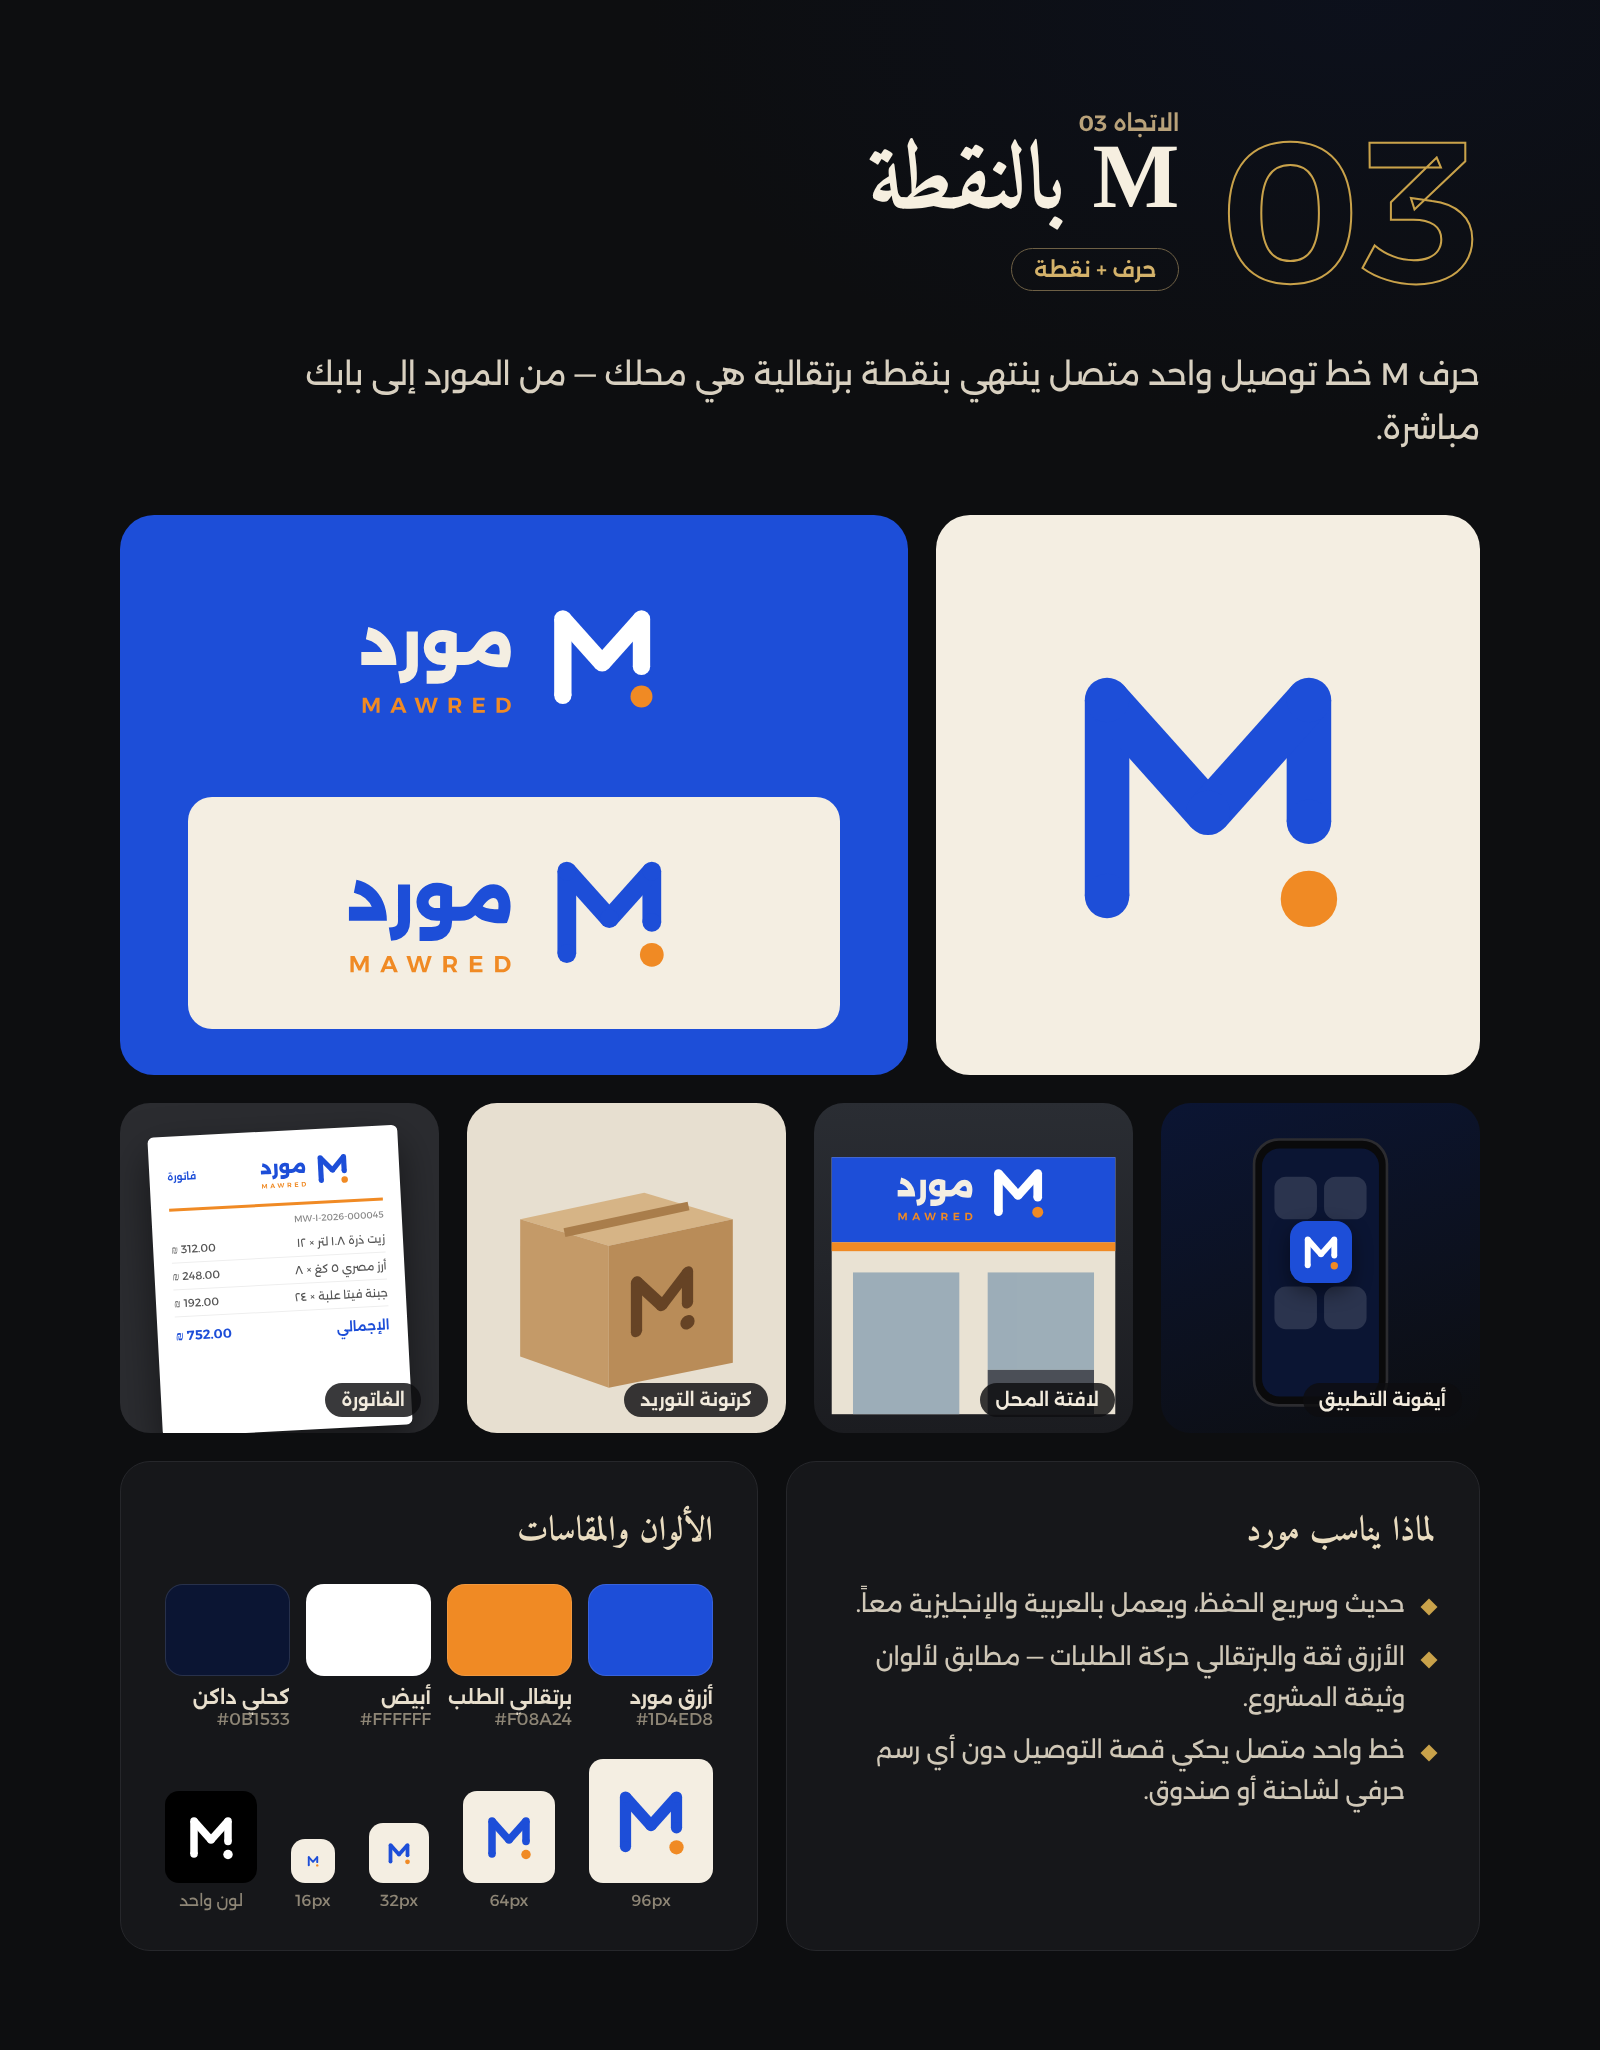 03
الاتجاه 03
M بالنقطة
حرف + نقطة
حرف M خط توصيل واحد متصل ينتهي بنقطة برتقالية هي محلك — من المورد إلى بابك
مباشرة.
M
M مورد
MAWRED
M مورد
MAWRED
M
أيقونة التطبيق
M مورد
MAWRED
لافتة المحل
M
كرتونة التوريد
M مورد
MAWRED
فاتورة
MW-I-2026-000045
زيت ذرة ١.٨ لتر × ١٢ 312.00 ₪
أرز مصري ٥ كغ × ٨ 248.00 ₪
جبنة فيتا علبة × ٢٤ 192.00 ₪
الإجمالي 752.00 ₪
الفاتورة
لماذا يناسب مورد
حديث وسريع الحفظ، ويعمل بالعربية والإنجليزية معاً.
الأزرق ثقة والبرتقالي حركة الطلبات — مطابق لألوان
وثيقة المشروع.
خط واحد متصل يحكي قصة التوصيل دون أي رسم
حرفي لشاحنة أو صندوق.
الألوان والمقاسات
أزرق مورد
#1D4ED8
برتقالي الطلب
#F08A24
أبيض
#FFFFFF
كحلي داكن
#0B1533
M
96px
M
64px
M
32px
M
16px
M
لون واحد